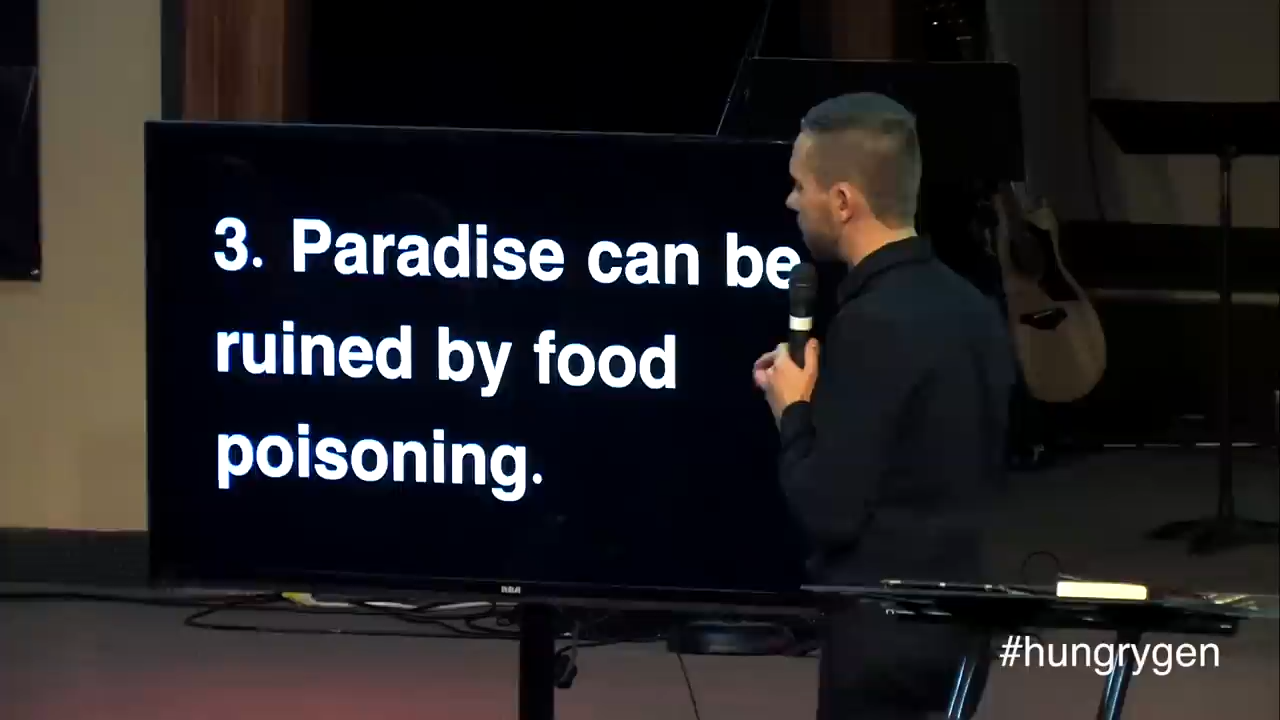 3. Paradise can be
ruined by food
poisoning.
RCA
#hungrygen